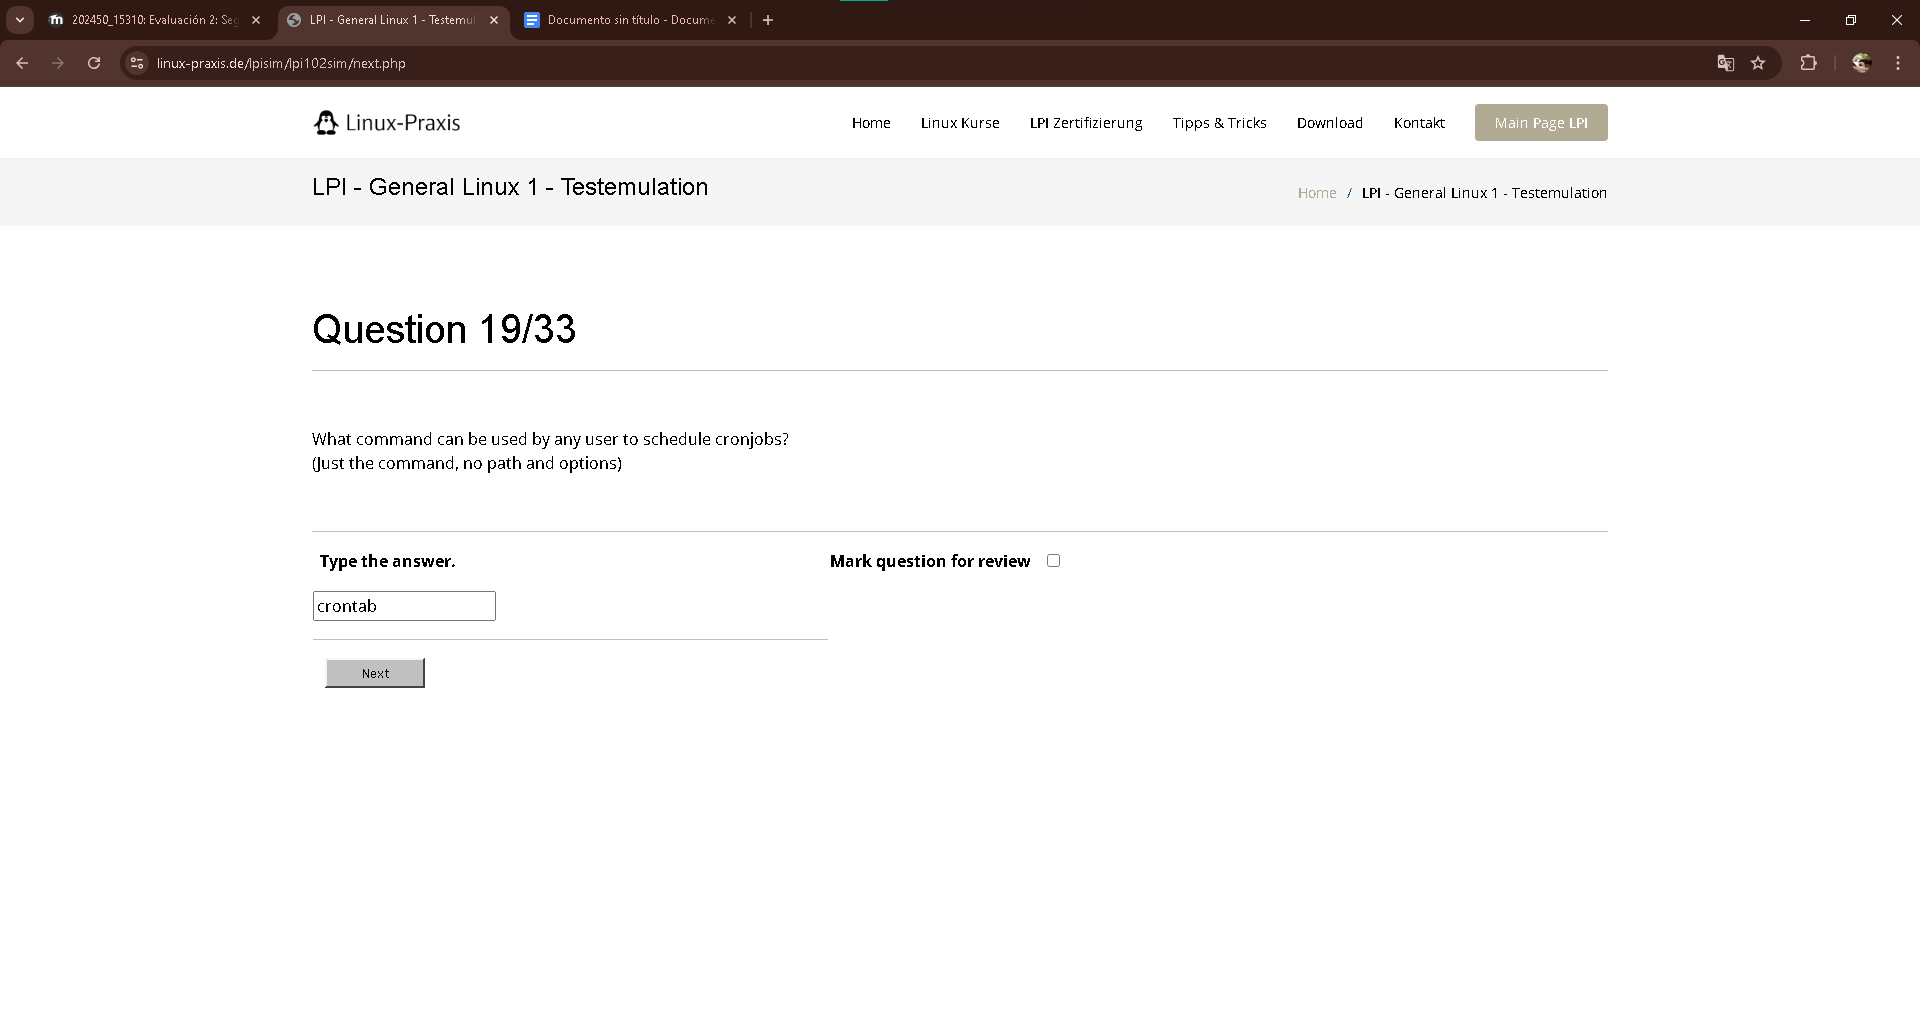 202450_15310: Evaluación 2: Seg
LPI - General Linux 1 - Testemul
Documento sin título - Docume
linux-praxis.de/lpisim/lpi102sim/next.php
Linux-Praxis
Home
Linux Kurse
LPI Zertifizierung
Tipps & Tricks
Download
Kontakt
Main Page LPI
LPI - General Linux 1 - Testemulation
Home / LPI - General Linux 1 - Testemulation
Question 19/33
What command can be used by any user to schedule cronjobs?
(Just the command, no path and options)
Type the answer.
Mark question for review
crontab
Next